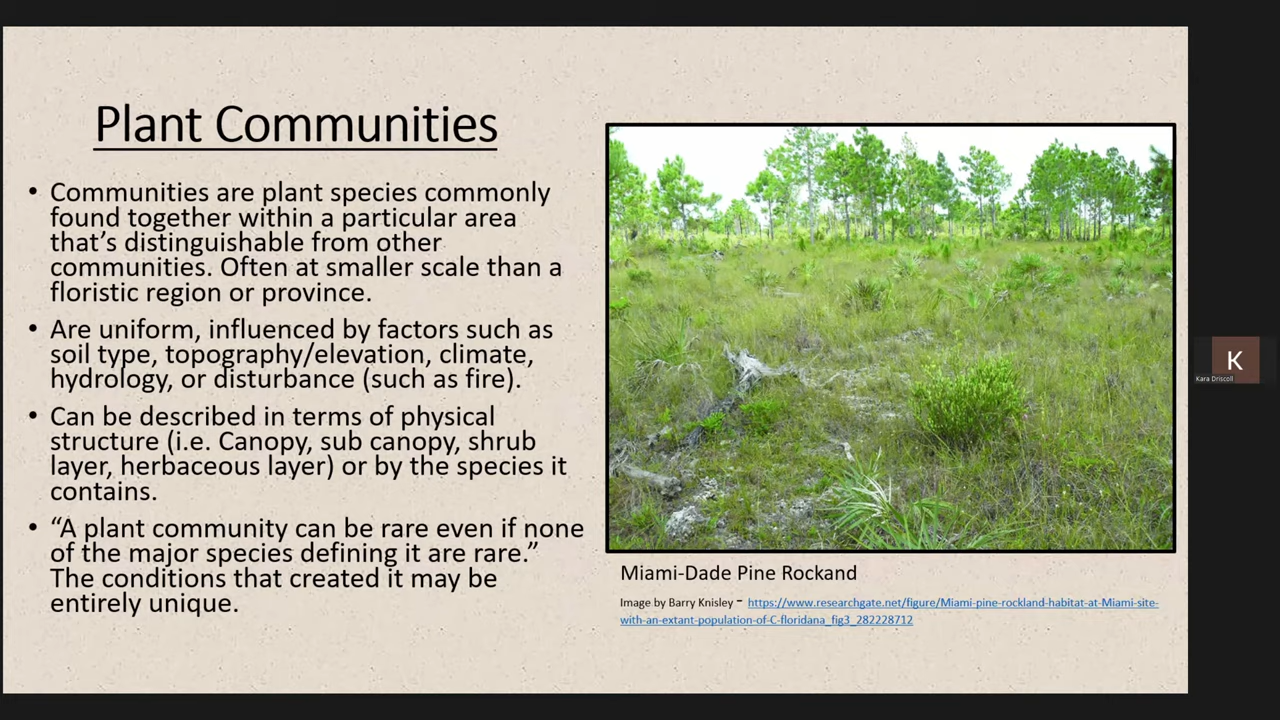 Plant Communities
• Communities are plant species commonly
found together within a particular area
that’s distinguishable from other
communities. Often at smaller scale than a
floristic region or province.
• Are uniform, influenced by factors such as
soil type, topography/elevation, climate,
hydrology, or disturbance (such as fire).
• Can be described in terms of physical
structure (i.e. Canopy, sub canopy, shrub
layer, herbaceous layer) or by the species it
contains.
• “A plant community can be rare even if none
of the major species defining it are rare.”
The conditions that created it may be
entirely unique.
Miami-Dade Pine Rockand
Image by Barry Knisley – https://www.researchgate.net/figure/Miami-pine-rockland-habitat-at-Miami-site-
with-an-extant-population-of-C-floridana_fig3_282228712
K
Kara Driscoll